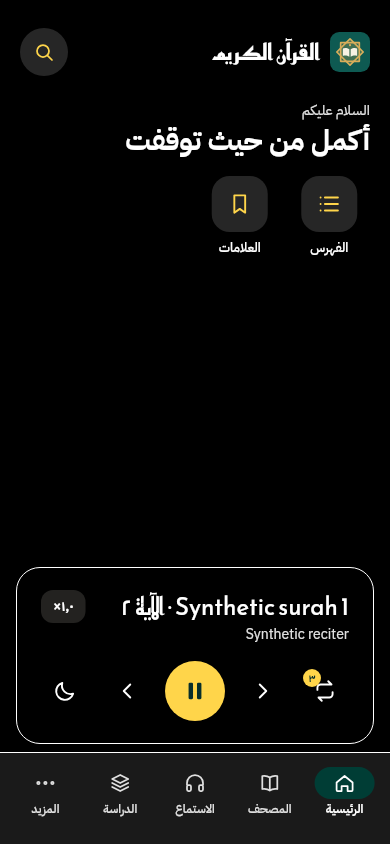 القرآن الكريم
السلام عليكم
أكمل من حيث توقفت
الفهرس
العلامات
Synthetic surah 1 · الآية ٢
×١٫٠
Synthetic reciter
٣
الرئيسية
المصحف
الاستماع
الدراسة
المزيد